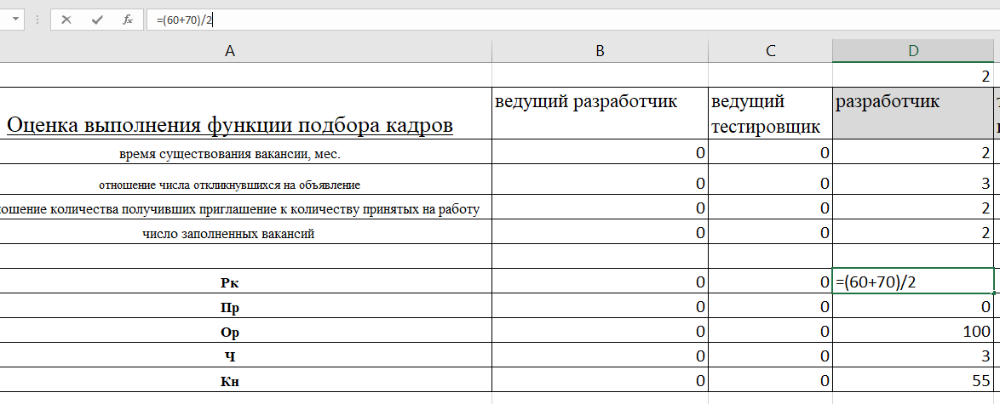 fx =(60+70)/2
A B C D
2
Оценка выполнения функции подбора кадров ведущий разработчик ведущий тестировщик разработчик
время существования вакансии, мес. 0 0 2
отношение числа откликнувшихся на объявление 0 0 3
количества получивших приглашение к количеству принятых на работу 0 0 2
число заполненных вакансий 0 0 2
Рк 0 0 =(60+70)/2
Пр 0 0 0
Ор 0 0 100
Ч 0 0 3
Кн 0 0 55